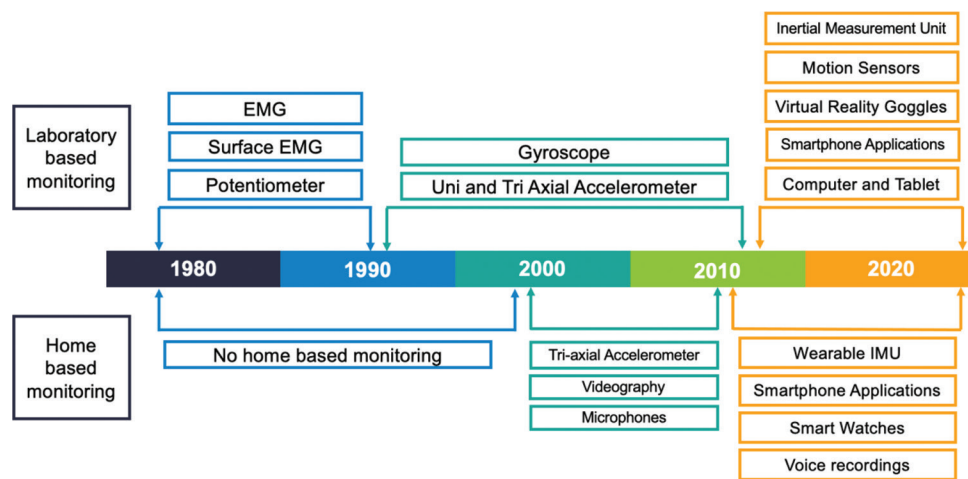 Inertial Measurement Unit
Motion Sensors
Virtual Reality Goggles
Smartphone Applications
Computer and Tablet
Laboratory
based
monitoring
EMG
Surface EMG
Potentiometer
Gyroscope
Uni and Tri Axial Accelerometer
1980 1990 2000 2010 2020
Home
based
monitoring
No home based monitoring
Tri-axial Accelerometer
Videography
Microphones
Wearable IMU
Smartphone Applications
Smart Watches
Voice recordings